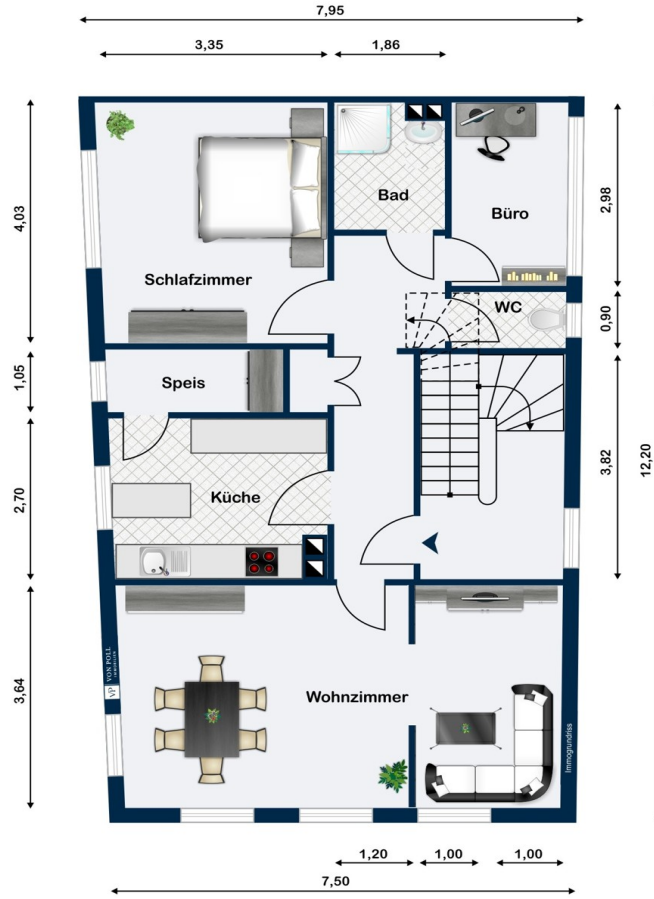 7,95
3,35
1,86
4,03
2,98
Bad
Büro
Schlafzimmer
WC
0,90
1,05
Speis
3,82
12,20
2,70
Küche
3,64
VP VON POLL
IMMOBILIEN
Wohnzimmer
Immogrundriss
1,20
1,00
1,00
7,50